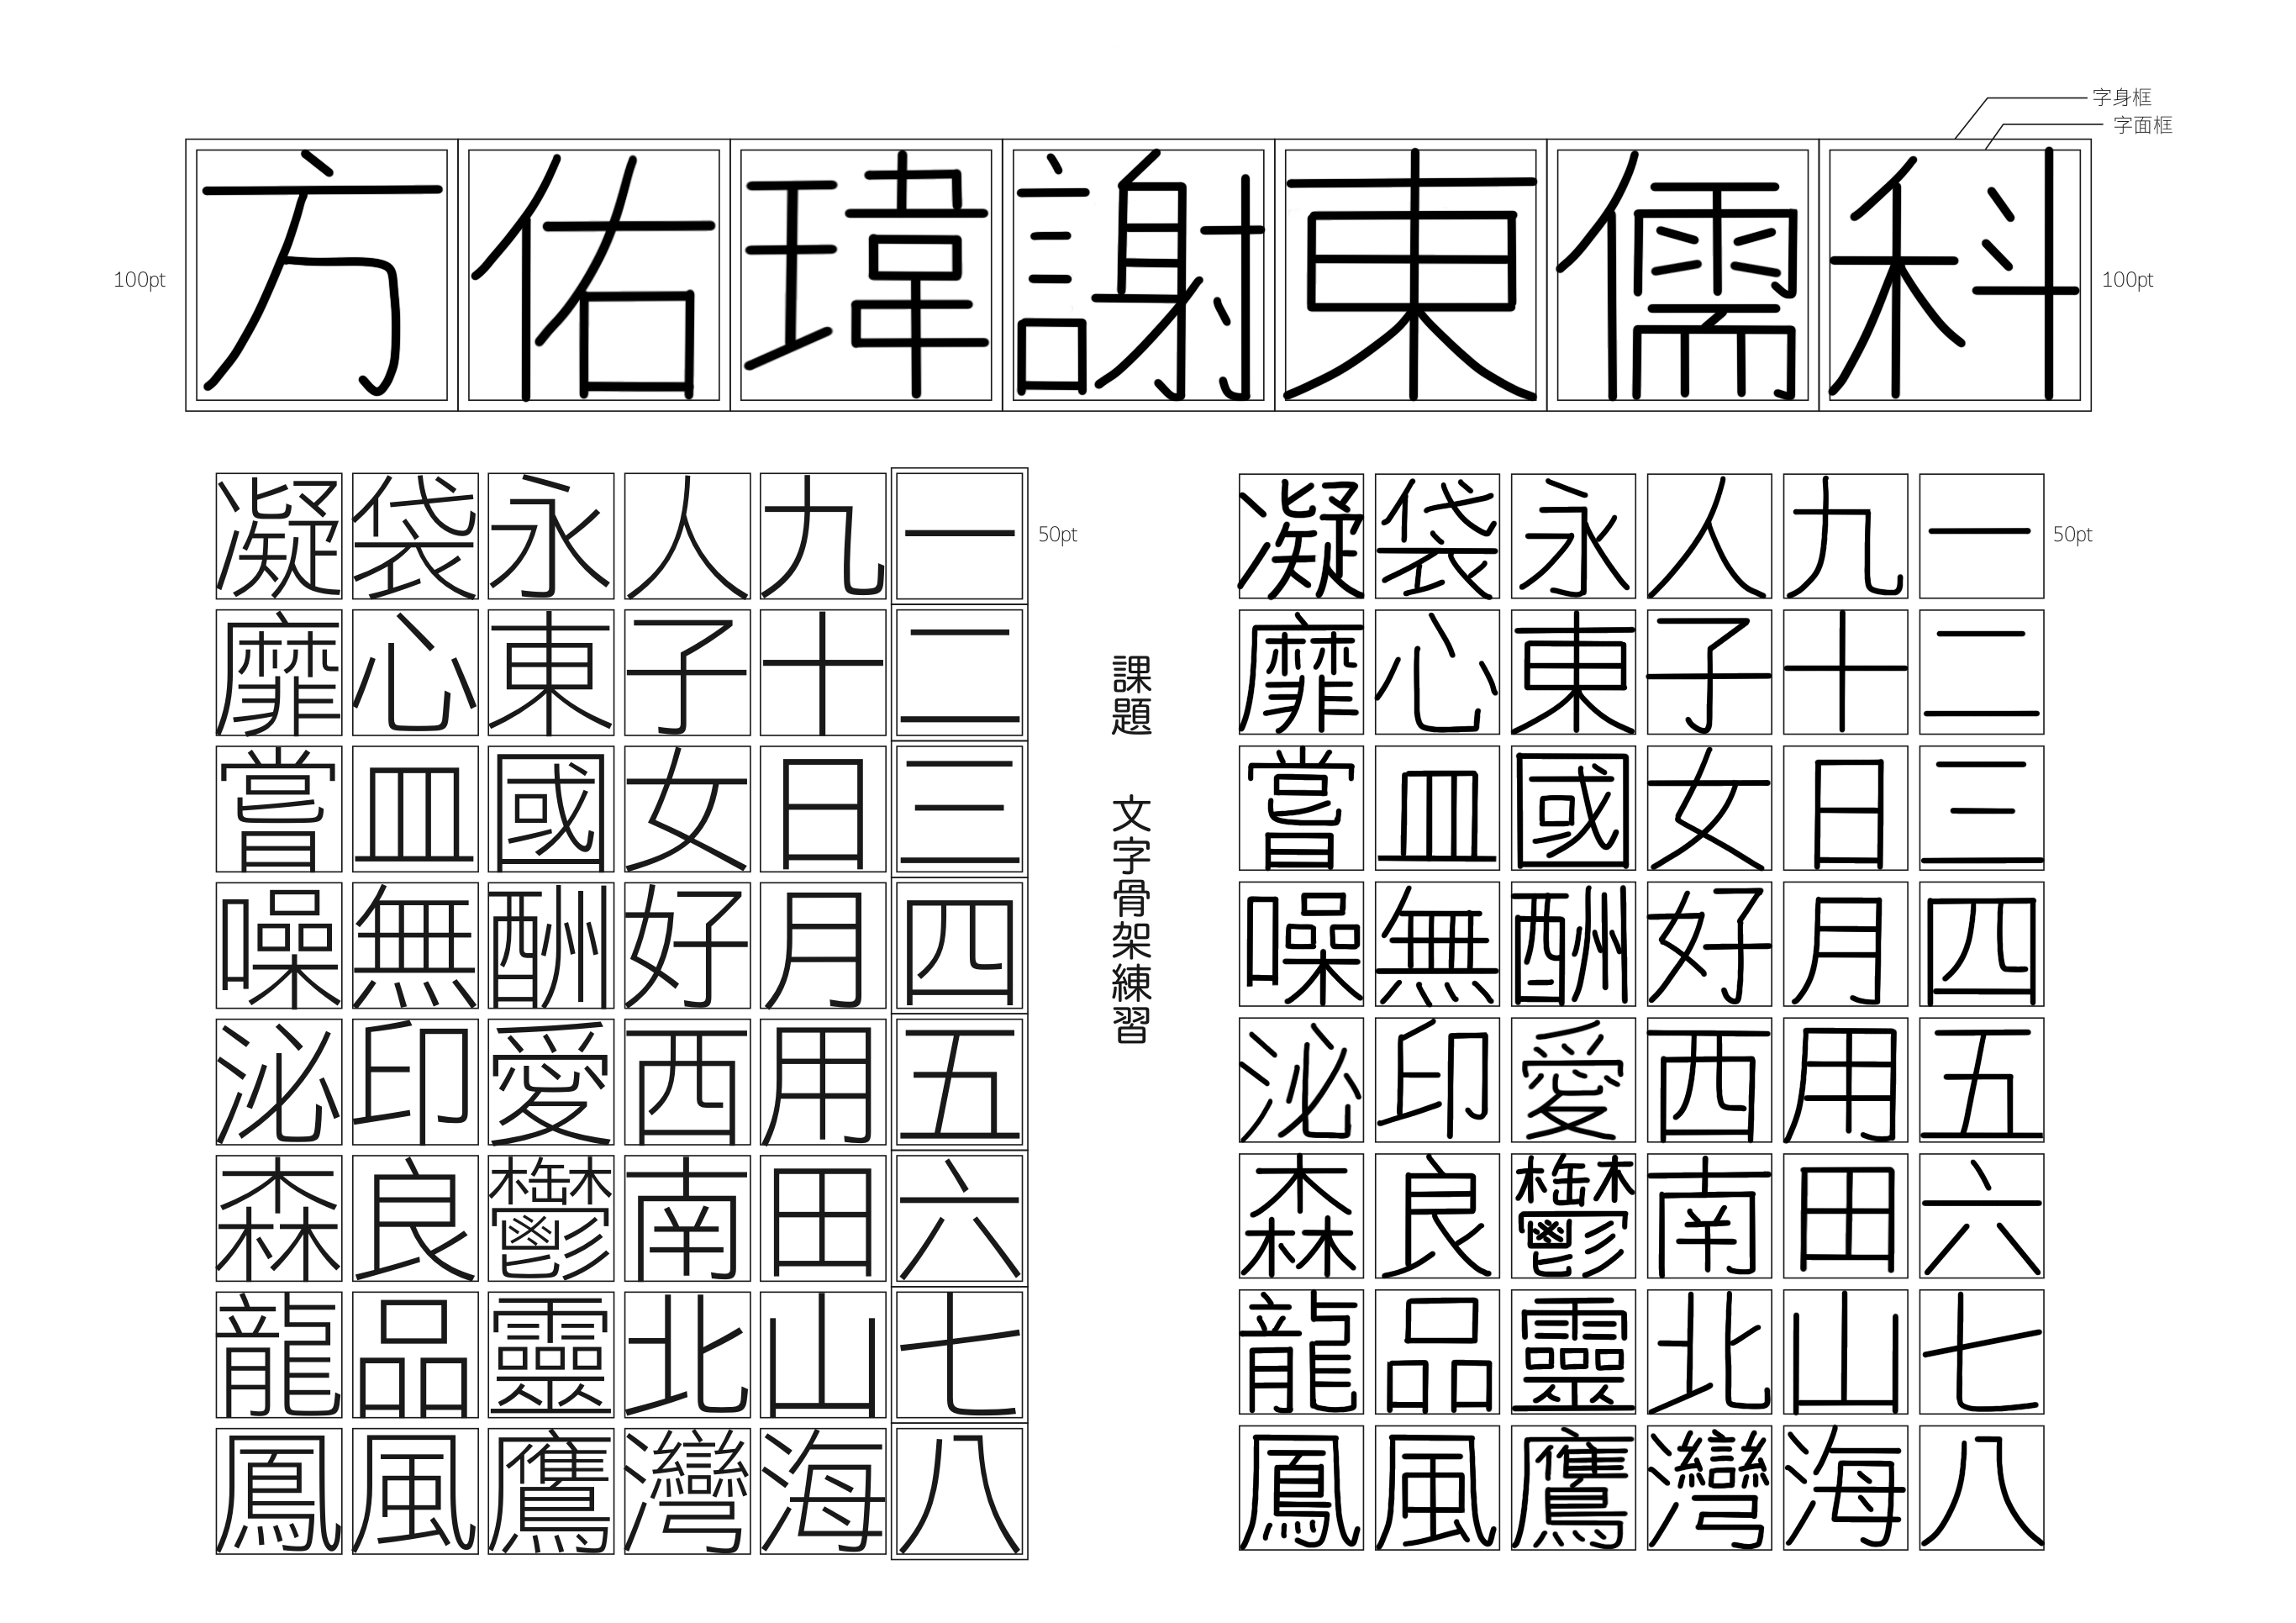 字身框
字面框
100pt
方佑瑋謝東儒科
100pt
50pt
一二三四五六七八
九十日月用田山海
人子女好西南北灣
永東國酬愛鬱靈鷹
袋心皿無印良品風
凝靡嘗噪泌森龍鳳
課題　文字骨架練習
50pt
一二三四五六七八
九十日月用田山海
人子女好西南北灣
永東國酬愛鬱靈鷹
袋心皿無印良品風
凝靡嘗噪泌森龍鳳